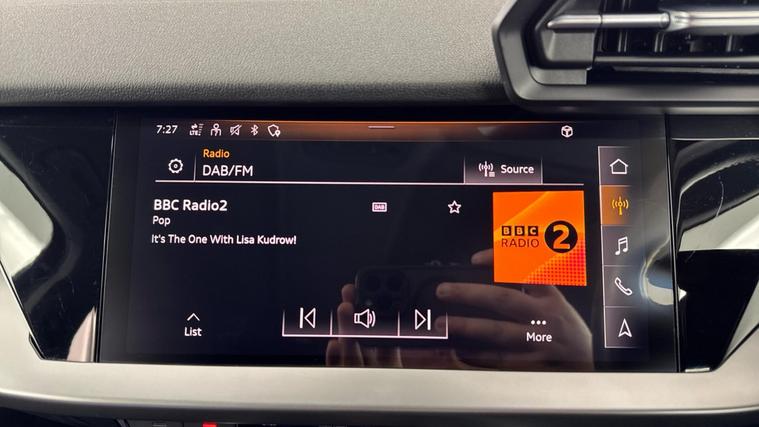 7:27 LTE
Radio
DAB/FM
Source
BBC Radio2
DAB
Pop
It's The One With Lisa Kudrow!
BBC
RADIO 2
List
More